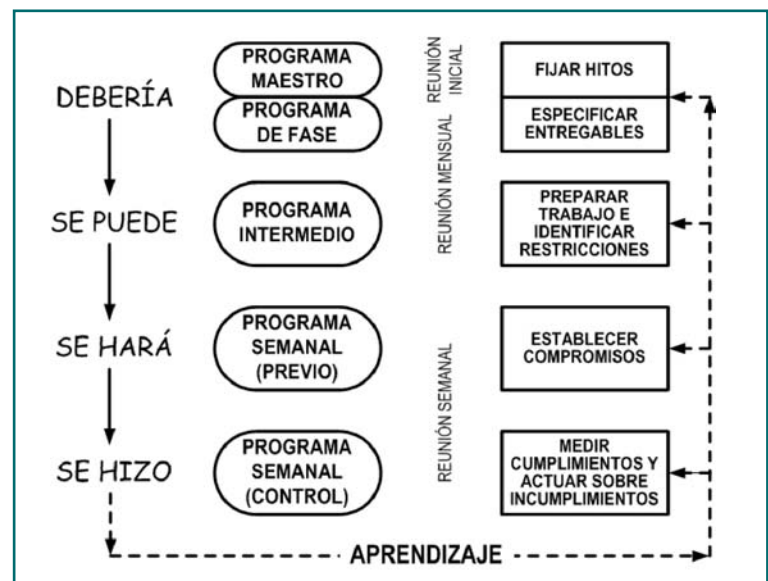 DEBERÍA
SE PUEDE
SE HARÁ
SE HIZO
PROGRAMA
MAESTRO
PROGRAMA
DE FASE
PROGRAMA
INTERMEDIO
PROGRAMA
SEMANAL
(PREVIO)
PROGRAMA
SEMANAL
(CONTROL)
REUNIÓN
INICIAL
REUNIÓN MENSUAL
REUNIÓN SEMANAL
FIJAR HITOS
ESPECIFICAR
ENTREGABLES
PREPARAR
TRABAJO E
IDENTIFICAR
RESTRICCIONES
ESTABLECER
COMPROMISOS
MEDIR
CUMPLIMIENTOS Y
ACTUAR SOBRE
INCUMPLIMIENTOS
APRENDIZAJE